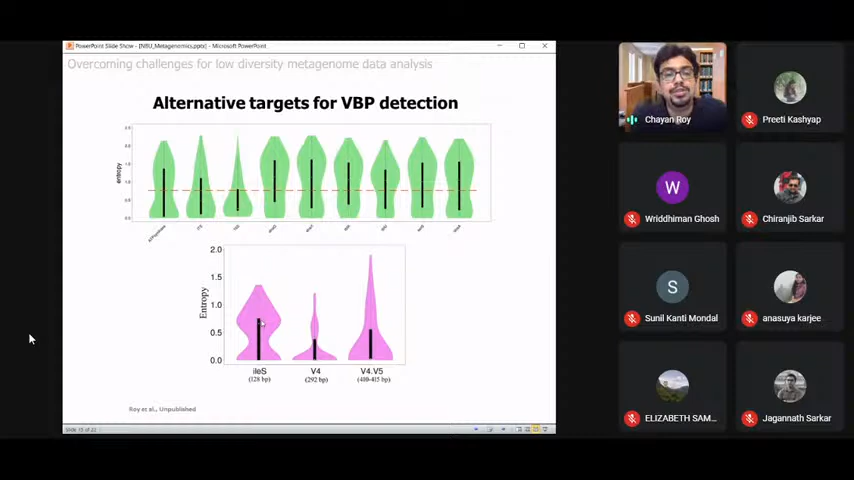 PowerPoint Slide Show - [NBU_Metagenomics.pptx] - Microsoft PowerPoint
Overcoming challenges for low diversity metagenome data analysis
Alternative targets for VBP detection
entropy
2.0
1.5
1.0
0.5
0.0
Entropy
ileS
(128 bp)
V4
(292 bp)
V4.V5
(410-415 bp)
Roy et al., Unpublished
Chayan Roy
Preeti Kashyap
W
Wriddhiman Ghosh
Chiranjib Sarkar
S
Sunil Kanti Mondal
anasuya karjee
ELIZABETH SAM...
Jagannath Sarkar